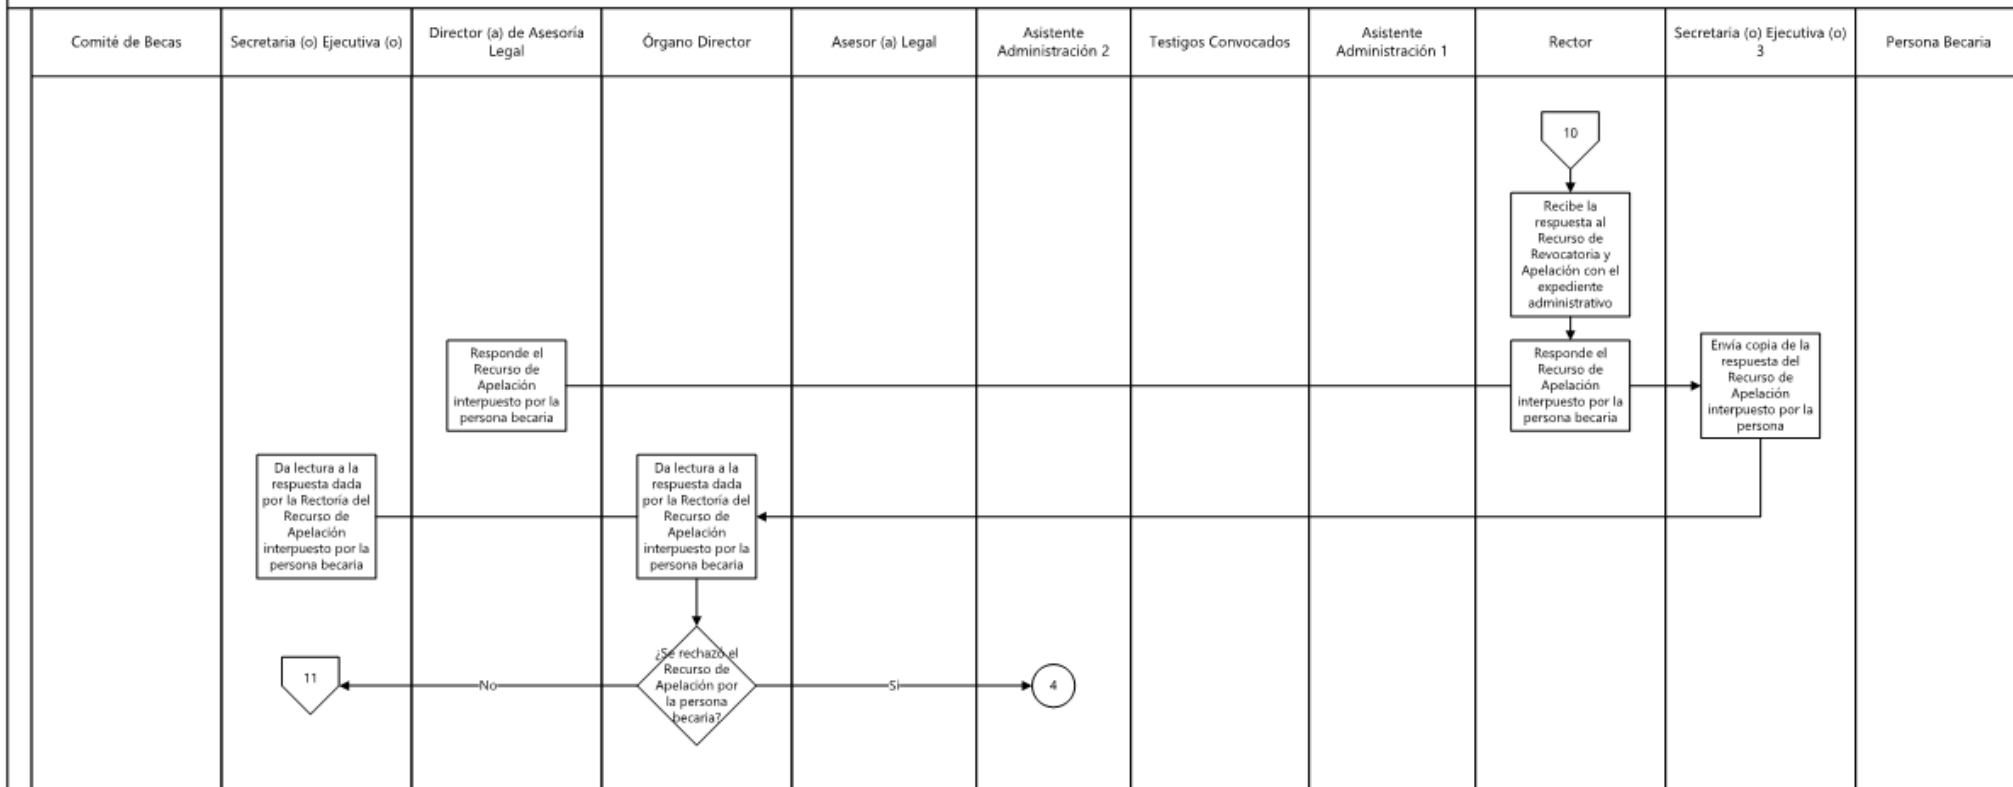 Comité de Becas
Secretaria (o) Ejecutiva (o)
Director (a) de Asesoría
Legal
Órgano Director
Asesor (a) Legal
Asistente
Administración 2
Testigos Convocados
Asistente
Administración 1
Rector
Secretaria (o) Ejecutiva (o)
3
Persona Becaria
10
Recibe la
respuesta al
Recurso de
Revocatoria y
Apelación con el
expediente
administrativo
Responde el
Recurso de
Apelación
interpuesto por la
persona becaria
Responde el
Recurso de
Apelación
interpuesto por la
persona becaria
Envía copia de la
respuesta del
Recurso de
Apelación
interpuesto por la
persona
Da lectura a la
respuesta dada
por la Rectoría del
Recurso de
Apelación
interpuesto por la
persona becaria
Da lectura a la
respuesta dada
por la Rectoría del
Recurso de
Apelación
interpuesto por la
persona becaria
¿Se rechazó el
Recurso de
Apelación por
la persona
becaria?
11
No
Si
4